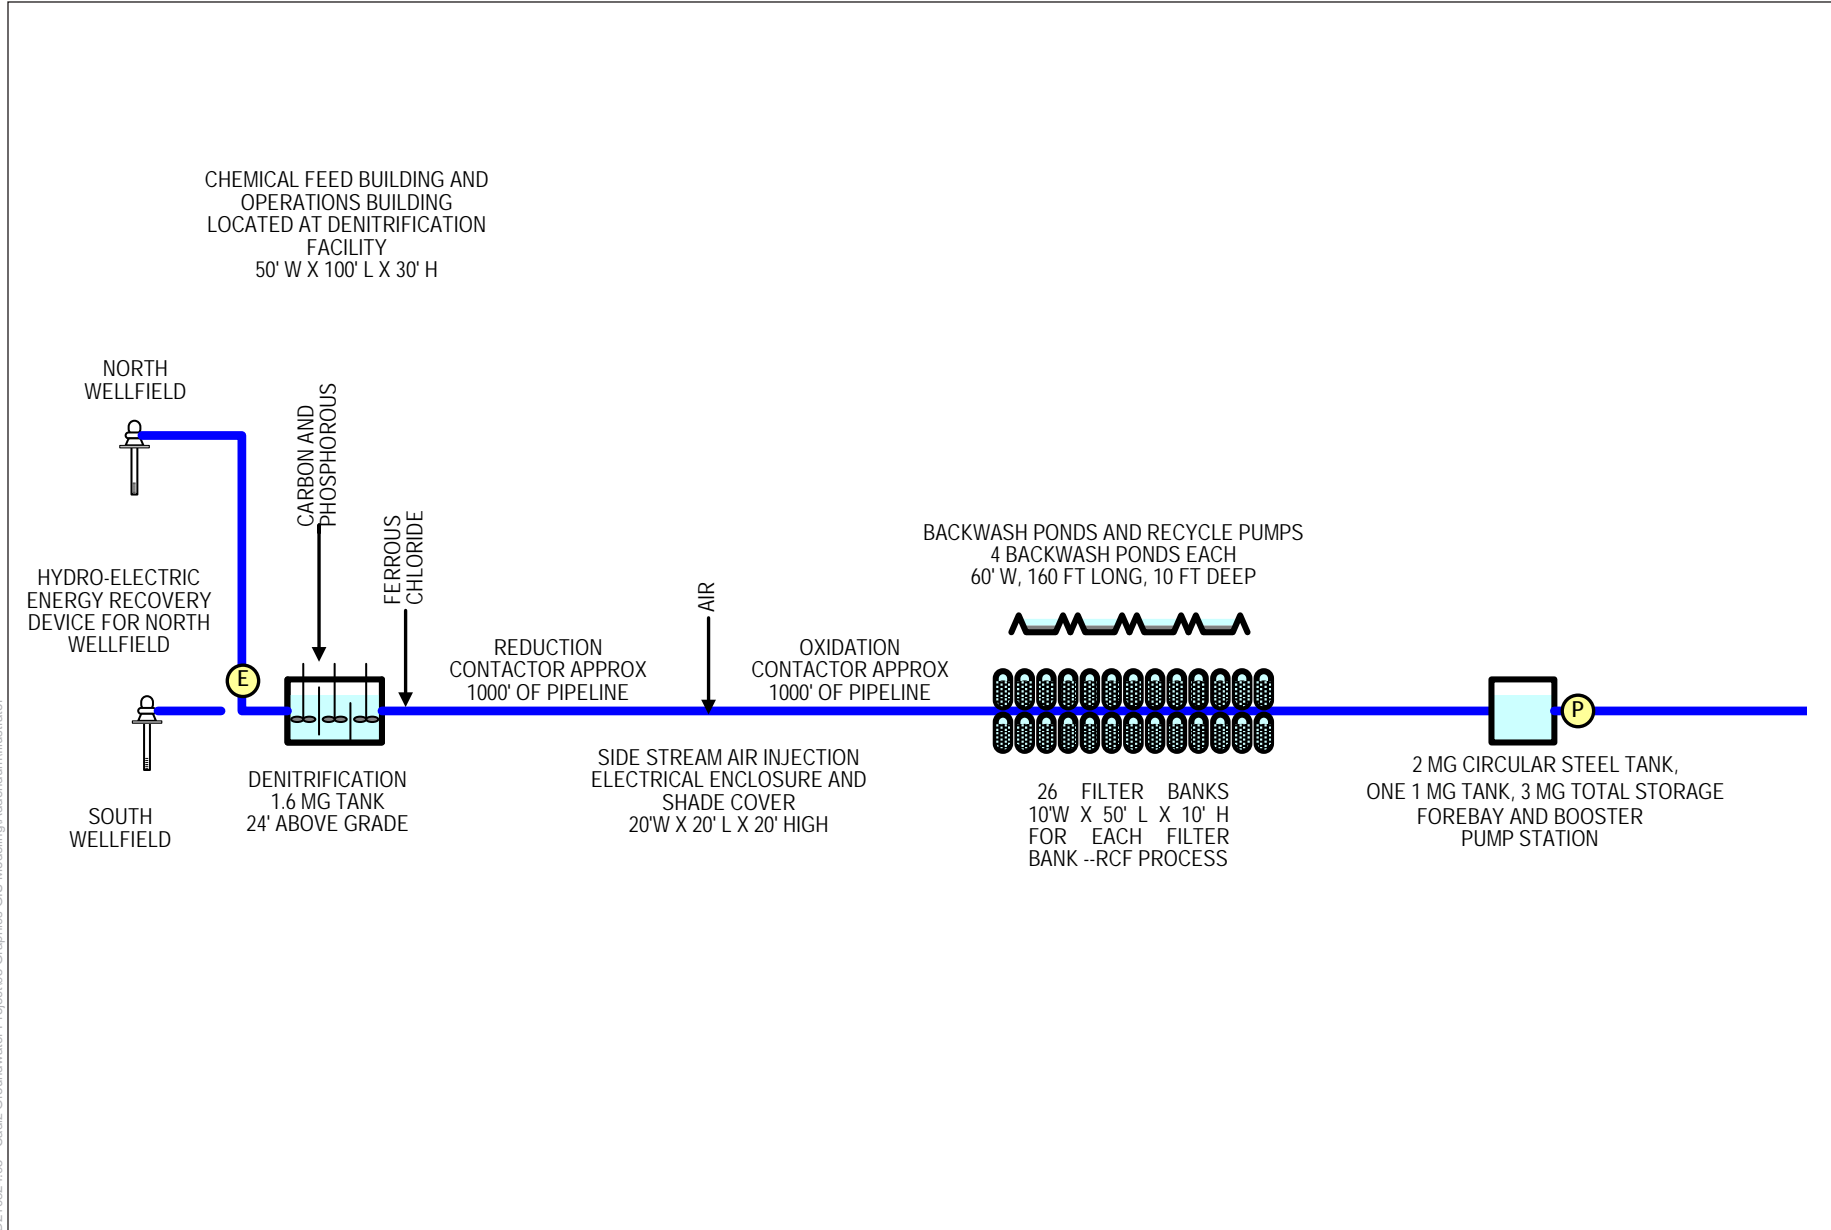 CHEMICAL FEED BUILDING AND
OPERATIONS BUILDING
LOCATED AT DENITRIFICATION
FACILITY
50' W X 100' L X 30' H
NORTH
WELLFIELD
CARBON AND
PHOSPHOROUS
FERROUS
CHLORIDE
HYDRO-ELECTRIC
ENERGY RECOVERY
DEVICE FOR NORTH
WELLFIELD
E
AIR
REDUCTION
CONTACTOR APPROX
1000' OF PIPELINE
OXIDATION
CONTACTOR APPROX
1000' OF PIPELINE
BACKWASH PONDS AND RECYCLE PUMPS
4 BACKWASH PONDS EACH
60' W, 160 FT LONG, 10 FT DEEP
P
SOUTH
WELLFIELD
DENITRIFICATION
1.6 MG TANK
24' ABOVE GRADE
SIDE STREAM AIR INJECTION
ELECTRICAL ENCLOSURE AND
SHADE COVER
20'W X 20' L X 20' HIGH
26 FILTER BANKS
10'W X 50' L X 10' H
FOR EACH FILTER
BANK --RCF PROCESS
2 MG CIRCULAR STEEL TANK,
ONE 1 MG TANK, 3 MG TOTAL STORAGE
FOREBAY AND BOOSTER
PUMP STATION